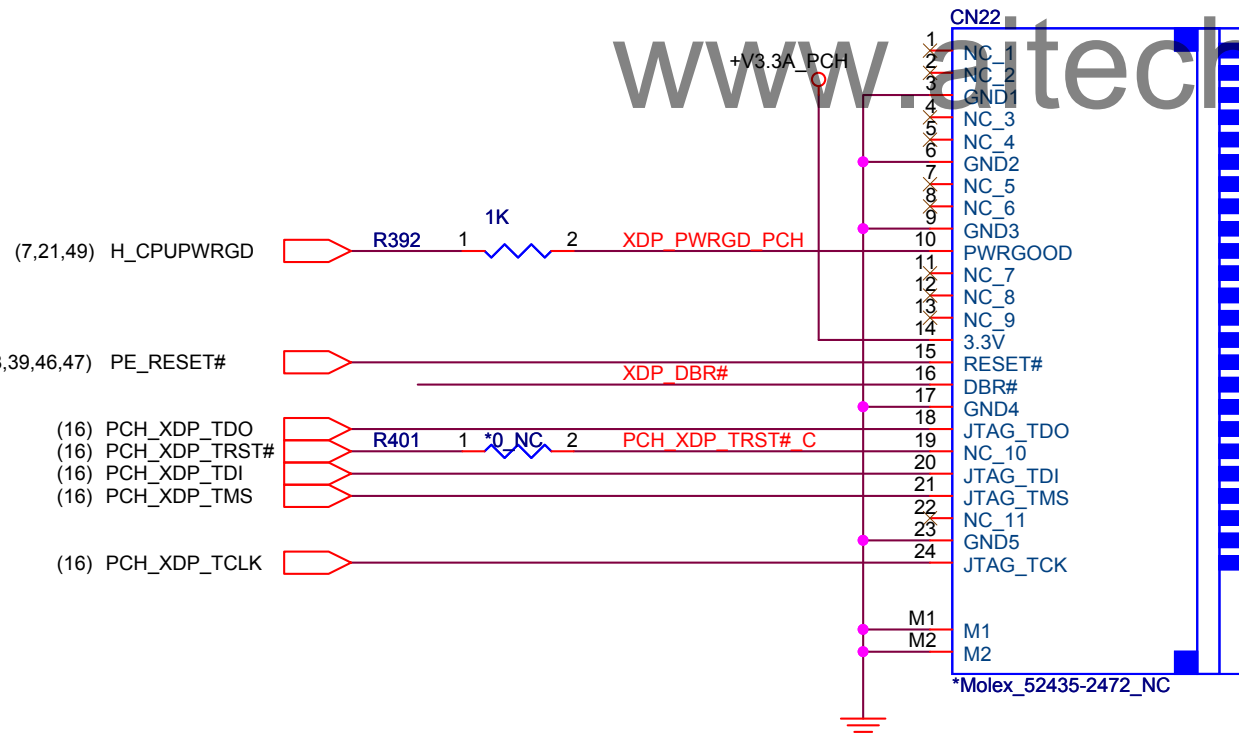 CN22
www.aitech
+V3.3A_PCH
1 NC_1
2 NC_2
3 GND1
4 NC_3
5 NC_4
6 GND2
7 NC_5
8 NC_6
9 GND3
1K
(7,21,49) H_CPUPWRGD R392 1 2 XDP_PWRGD_PCH 10 PWRGOOD
11 NC_7
12 NC_8
13 NC_9
14 3.3V
,39,46,47) PE_RESET# 15 RESET#
XDP_DBR# 16 DBR#
17 GND4
(16) PCH_XDP_TDO 18 JTAG_TDO
(16) PCH_XDP_TRST# R401 1 *0_NC 2 PCH_XDP_TRST#_C 19 NC_10
(16) PCH_XDP_TDI 20 JTAG_TDI
(16) PCH_XDP_TMS 21 JTAG_TMS
22 NC_11
23 GND5
(16) PCH_XDP_TCLK 24 JTAG_TCK
M1 M1
M2 M2
*Molex_52435-2472_NC